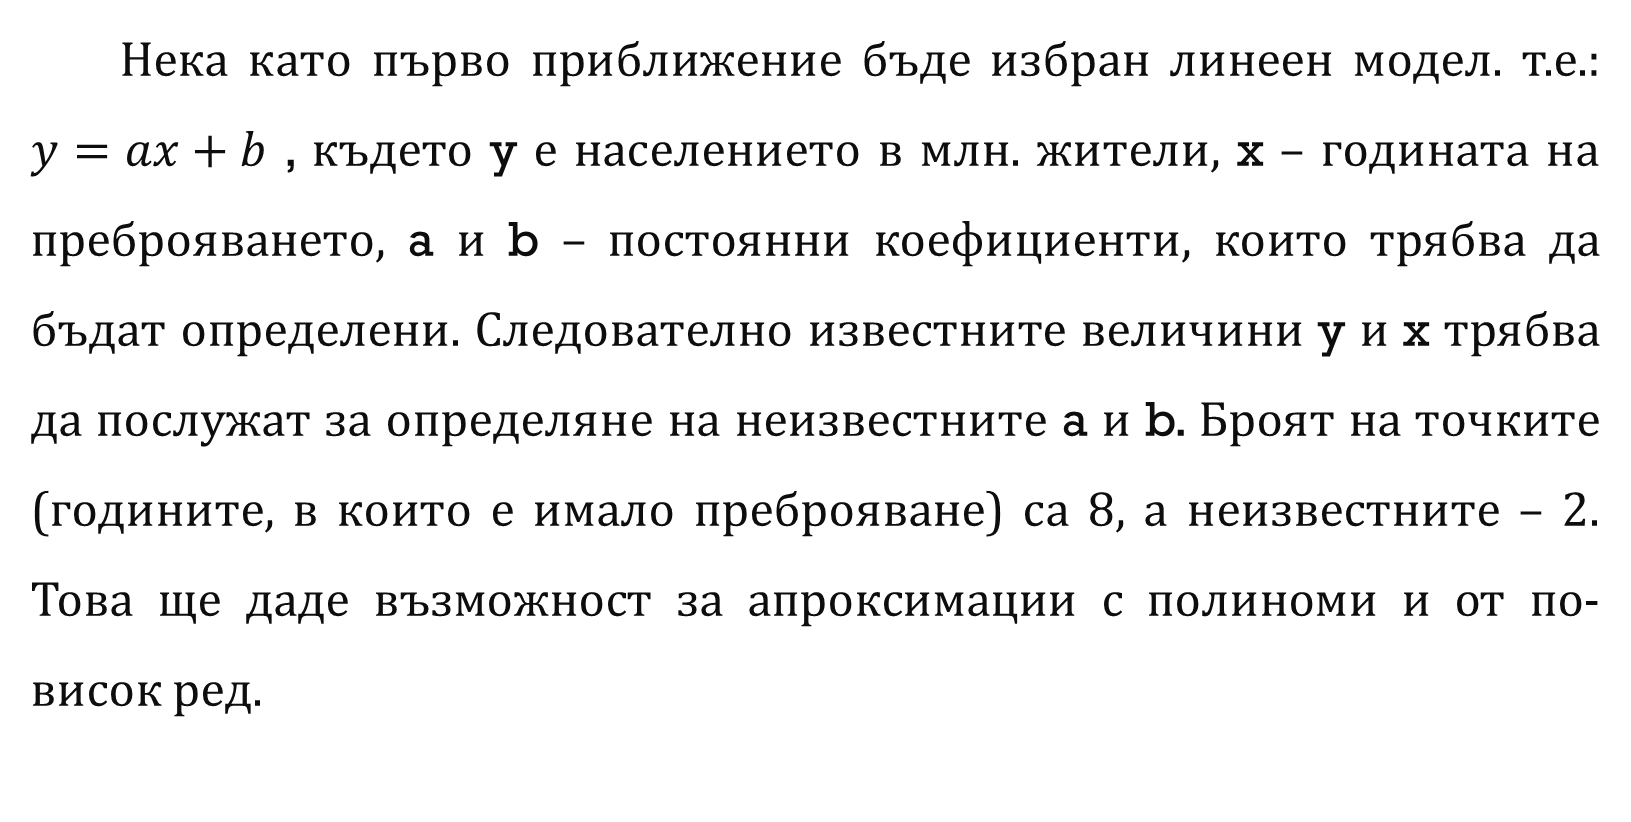 Нека като първо приближение бъде избран линеен модел. т.е.:
y = ax + b , където y е населението в млн. жители, x – годината на
преброяването, a и b – постоянни коефициенти, които трябва да
бъдат определени. Следователно известните величини y и x трябва
да послужат за определяне на неизвестните a и b. Броят на точките
(годините, в които е имало преброяване) са 8, а неизвестните – 2.
Това ще даде възможност за апроксимации с полиноми и от по-
висок ред.